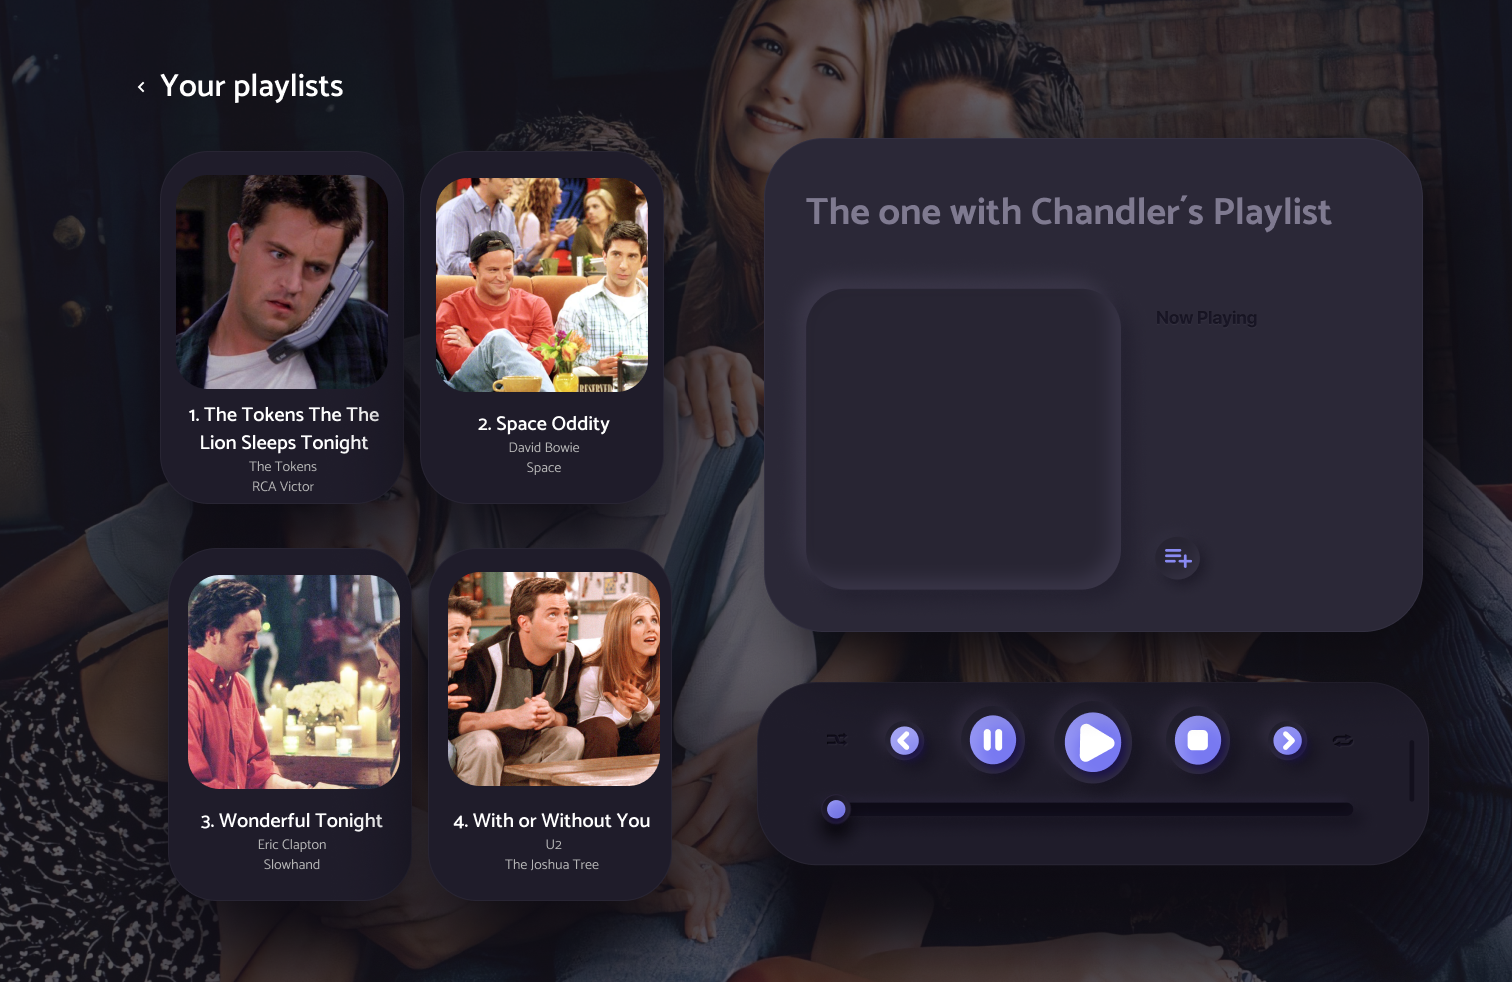 Your playlists
The one with Chandler´s Playlist
Now Playing
1. The Tokens The The
Lion Sleeps Tonight
The Tokens
RCA Victor
2. Space Oddity
David Bowie
Space
3. Wonderful Tonight
Eric Clapton
Slowhand
4. With or Without You
U2
The Joshua Tree
RESERVED